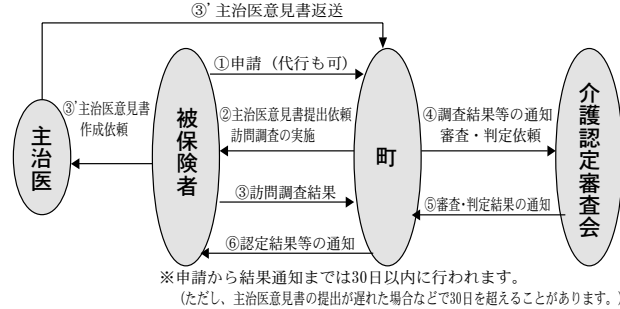 ③’主治医意見書返送
①申請（代行も可）
③’主治医意見書
作成依頼
②主治医意見書提出依頼
訪問調査の実施
④調査結果等の通知
審査・判定依頼
主治医
被保険者
町
介護認定審査会
③訪問調査結果
⑤審査・判定結果の通知
⑥認定結果等の通知
※申請から結果通知までは30日以内に行われます。
（ただし、主治医意見書の提出が遅れた場合などで30日を超えることがあります。）